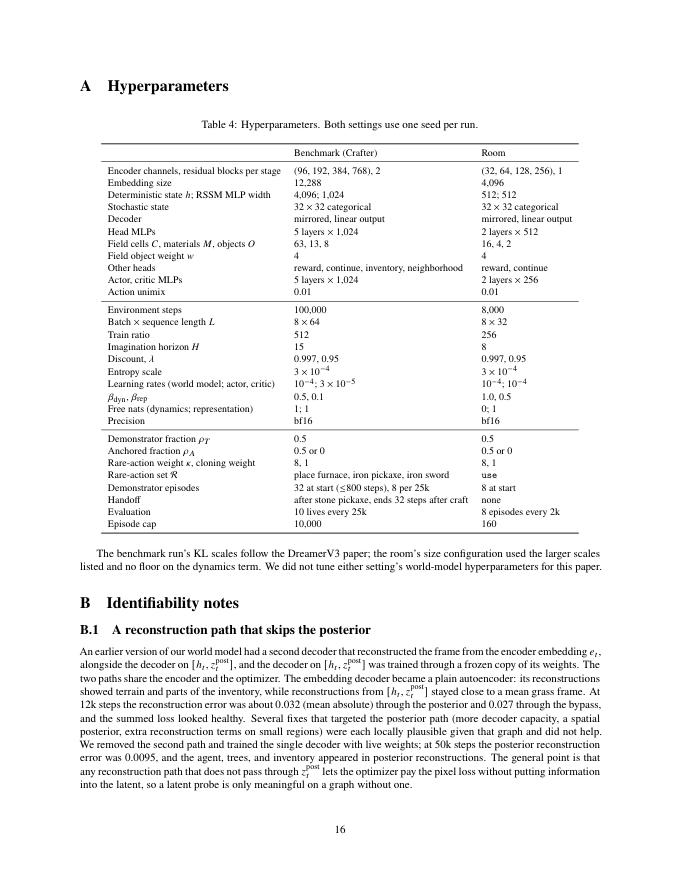 A Hyperparameters
Table 4: Hyperparameters. Both settings use one seed per run.
Benchmark (Crafter) Room
Encoder channels, residual blocks per stage (96, 192, 384, 768), 2 (32, 64, 128, 256), 1
Embedding size 12,288 4,096
Deterministic state h; RSSM MLP width 4,096; 1,024 512; 512
Stochastic state 32 × 32 categorical 32 × 32 categorical
Decoder mirrored, linear output mirrored, linear output
Head MLPs 5 layers × 1,024 2 layers × 512
Field cells C, materials M, objects O 63, 13, 8 16, 4, 2
Field object weight w 4 4
Other heads reward, continue, inventory, neighborhood reward, continue
Actor, critic MLPs 5 layers × 1,024 2 layers × 256
Action unimix 0.01 0.01
Environment steps 100,000 8,000
Batch × sequence length L 8 × 64 8 × 32
Train ratio 512 256
Imagination horizon H 15 8
Discount, λ 0.997, 0.95 0.997, 0.95
Entropy scale 3 × 10⁻⁴ 3 × 10⁻⁴
Learning rates (world model; actor, critic) 10⁻⁴; 3 × 10⁻⁵ 10⁻⁴; 10⁻⁴
β_dyn, β_rep 0.5, 0.1 1.0, 0.5
Free nats (dynamics; representation) 1; 1 0; 1
Precision bf16 bf16
Demonstrator fraction ρ_T 0.5 0.5
Anchored fraction ρ_A 0.5 or 0 0.5 or 0
Rare-action weight κ, cloning weight 8, 1 8, 1
Rare-action set ℛ place furnace, iron pickaxe, iron sword use
Demonstrator episodes 32 at start (≤800 steps), 8 per 25k 8 at start
Handoff after stone pickaxe, ends 32 steps after craft none
Evaluation 10 lives every 25k 8 episodes every 2k
Episode cap 10,000 160
The benchmark run's KL scales follow the DreamerV3 paper; the room's size configuration used the larger scales
listed and no floor on the dynamics term. We did not tune either setting's world-model hyperparameters for this paper.
B Identifiability notes
B.1 A reconstruction path that skips the posterior
An earlier version of our world model had a second decoder that reconstructed the frame from the encoder embedding e_t,
alongside the decoder on [h_t, z_t^post], and the decoder on [h_t, z_t^post] was trained through a frozen copy of its weights. The
two paths share the encoder and the optimizer. The embedding decoder became a plain autoencoder: its reconstructions
showed terrain and parts of the inventory, while reconstructions from [h_t, z_t^post] stayed close to a mean grass frame. At
12k steps the reconstruction error was about 0.032 (mean absolute) through the posterior and 0.027 through the bypass,
and the summed loss looked healthy. Several fixes that targeted the posterior path (more decoder capacity, a spatial
posterior, extra reconstruction terms on small regions) were each locally plausible given that graph and did not help.
We removed the second path and trained the single decoder with live weights; at 50k steps the posterior reconstruction
error was 0.0095, and the agent, trees, and inventory appeared in posterior reconstructions. The general point is that
any reconstruction path that does not pass through z_t^post lets the optimizer pay the pixel loss without putting information
into the latent, so a latent probe is only meaningful on a graph without one.
16